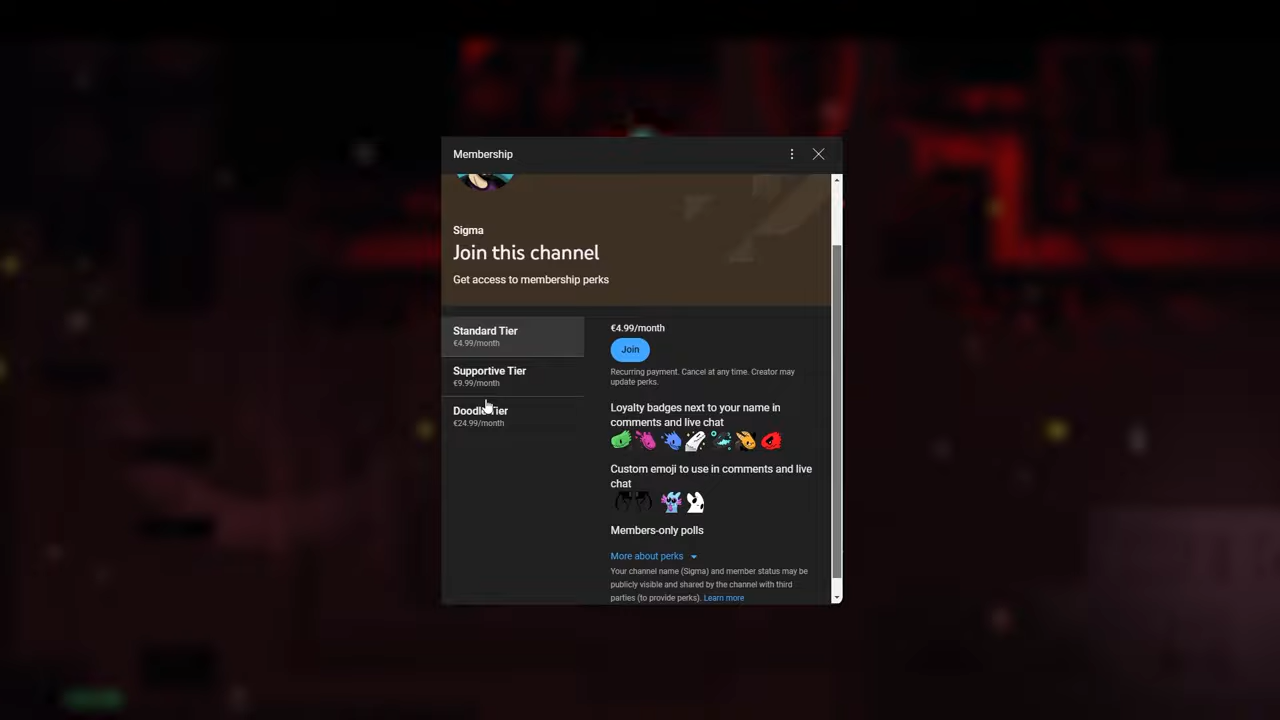 Membership
Sigma
Join this channel
Get access to membership perks
Standard Tier
€4.99/month
Supportive Tier
€9.99/month
Doodle Tier
€24.99/month
€4.99/month
Join
Recurring payment. Cancel at any time. Creator may
update perks.
Loyalty badges next to your name in
comments and live chat
Custom emoji to use in comments and live
chat
Members-only polls
More about perks
Your channel name (Sigma) and member status may be
publicly visible and shared by the channel with third
parties (to provide perks). Learn more